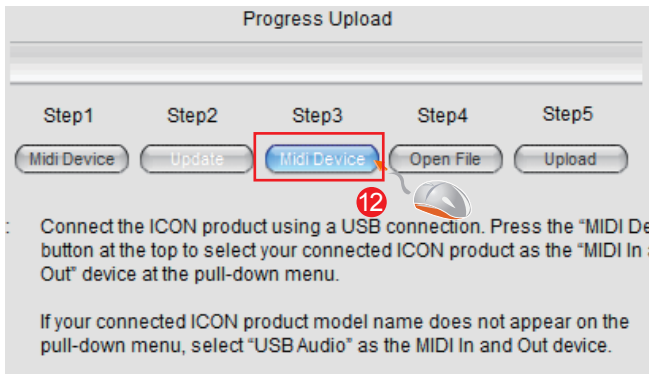 Progress Upload
Step1 Step2 Step3 Step4 Step5
Midi Device Update Midi Device Open File Upload
12
: Connect the ICON product using a USB connection. Press the “MIDI De
button at the top to select your connected ICON product as the “MIDI In a
Out” device at the pull-down menu.
If your connected ICON product model name does not appear on the
pull-down menu, select “USB Audio” as the MIDI In and Out device.